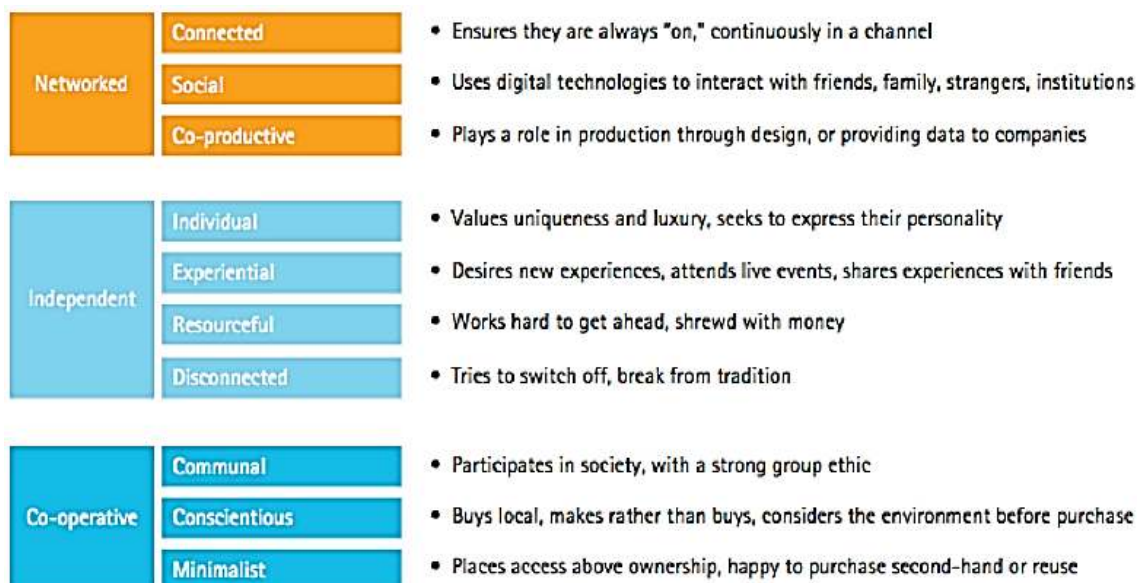 Networked
Connected
• Ensures they are always "on," continuously in a channel
Social
• Uses digital technologies to interact with friends, family, strangers, institutions
Co-productive
• Plays a role in production through design, or providing data to companies
Independent
Individual
• Values uniqueness and luxury, seeks to express their personality
Experiential
• Desires new experiences, attends live events, shares experiences with friends
Resourceful
• Works hard to get ahead, shrewd with money
Disconnected
• Tries to switch off, break from tradition
Co-operative
Communal
• Participates in society, with a strong group ethic
Conscientious
• Buys local, makes rather than buys, considers the environment before purchase
Minimalist
• Places access above ownership, happy to purchase second-hand or reuse